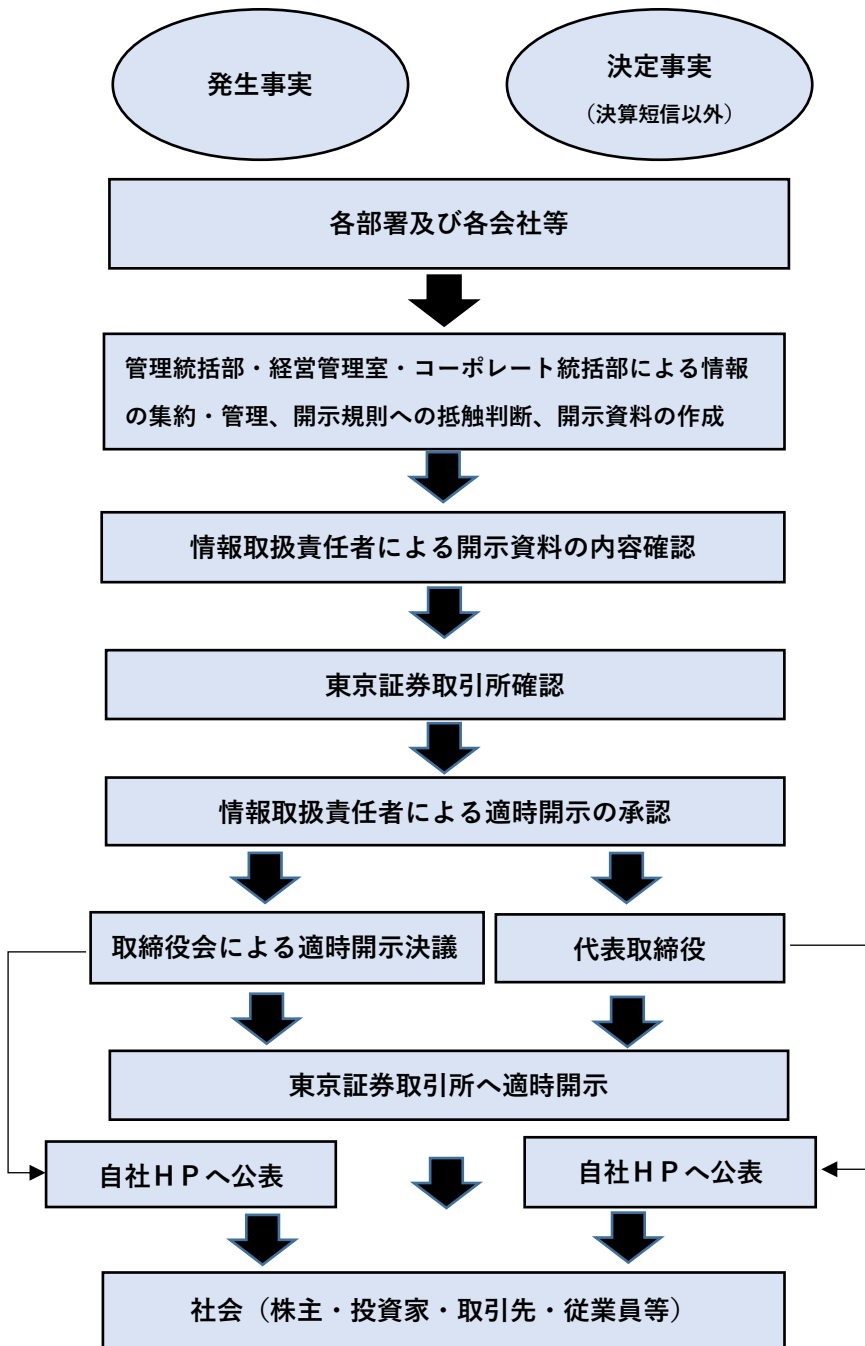 発生事実
決定事実
（決算短信以外）
各部署及び各会社等
管理統括部・経営管理室・コーポレート統括部による情報
の集約・管理、開示規則への抵触判断、開示資料の作成
情報取扱責任者による開示資料の内容確認
東京証券取引所確認
情報取扱責任者による適時開示の承認
取締役会による適時開示決議
代表取締役
東京証券取引所へ適時開示
自社ＨＰへ公表
自社ＨＰへ公表
社会（株主・投資家・取引先・従業員等）